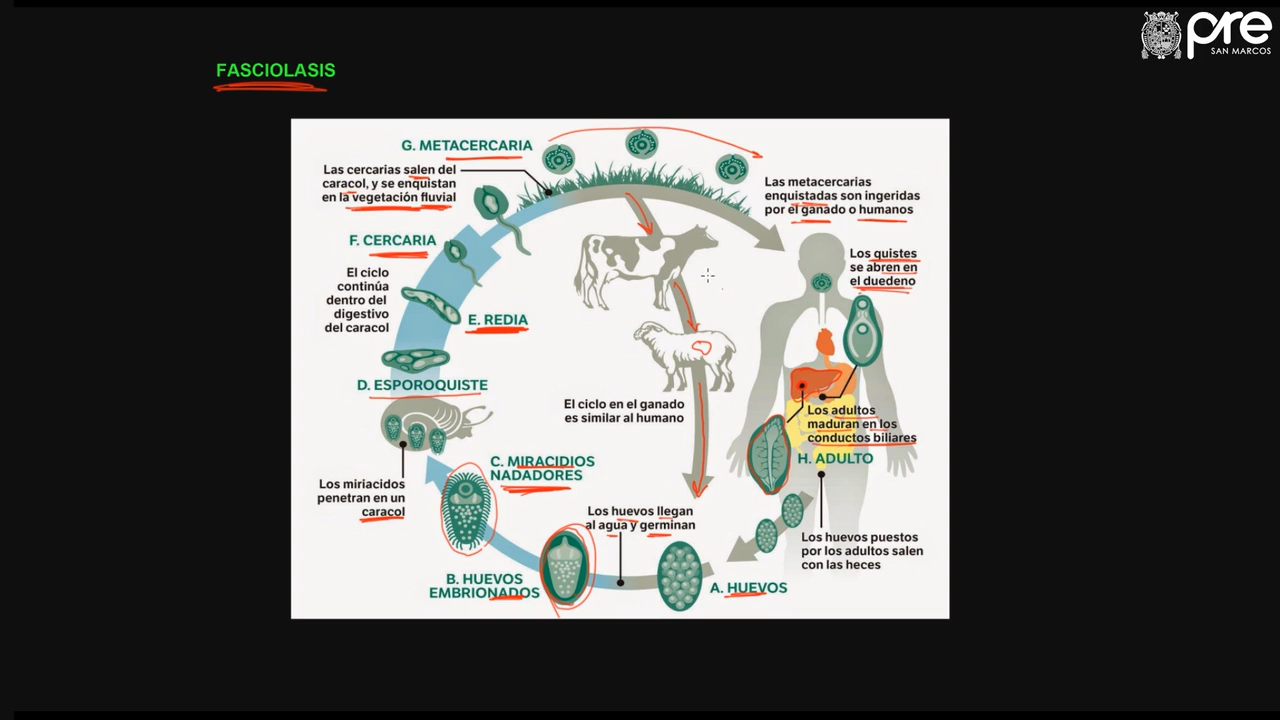 pre
SAN MARCOS
FASCIOLASIS
G. METACERCARIA
Las cercarias salen del
caracol, y se enquistan
en la vegetación fluvial
Las metacercarias
enquistadas son ingeridas
por el ganado o humanos
F. CERCARIA
Los quistes
se abren en
el duedeno
El ciclo
continúa
dentro del
digestivo
del caracol
E. REDIA
D. ESPOROQUISTE
El ciclo en el ganado
es similar al humano
Los adultos
maduran en los
conductos biliares
H. ADULTO
C. MIRACIDIOS
NADADORES
Los miriacidos
penetran en un
caracol
Los huevos llegan
al agua y germinan
Los huevos puestos
por los adultos salen
con las heces
B. HUEVOS
EMBRIONADOS
A. HUEVOS